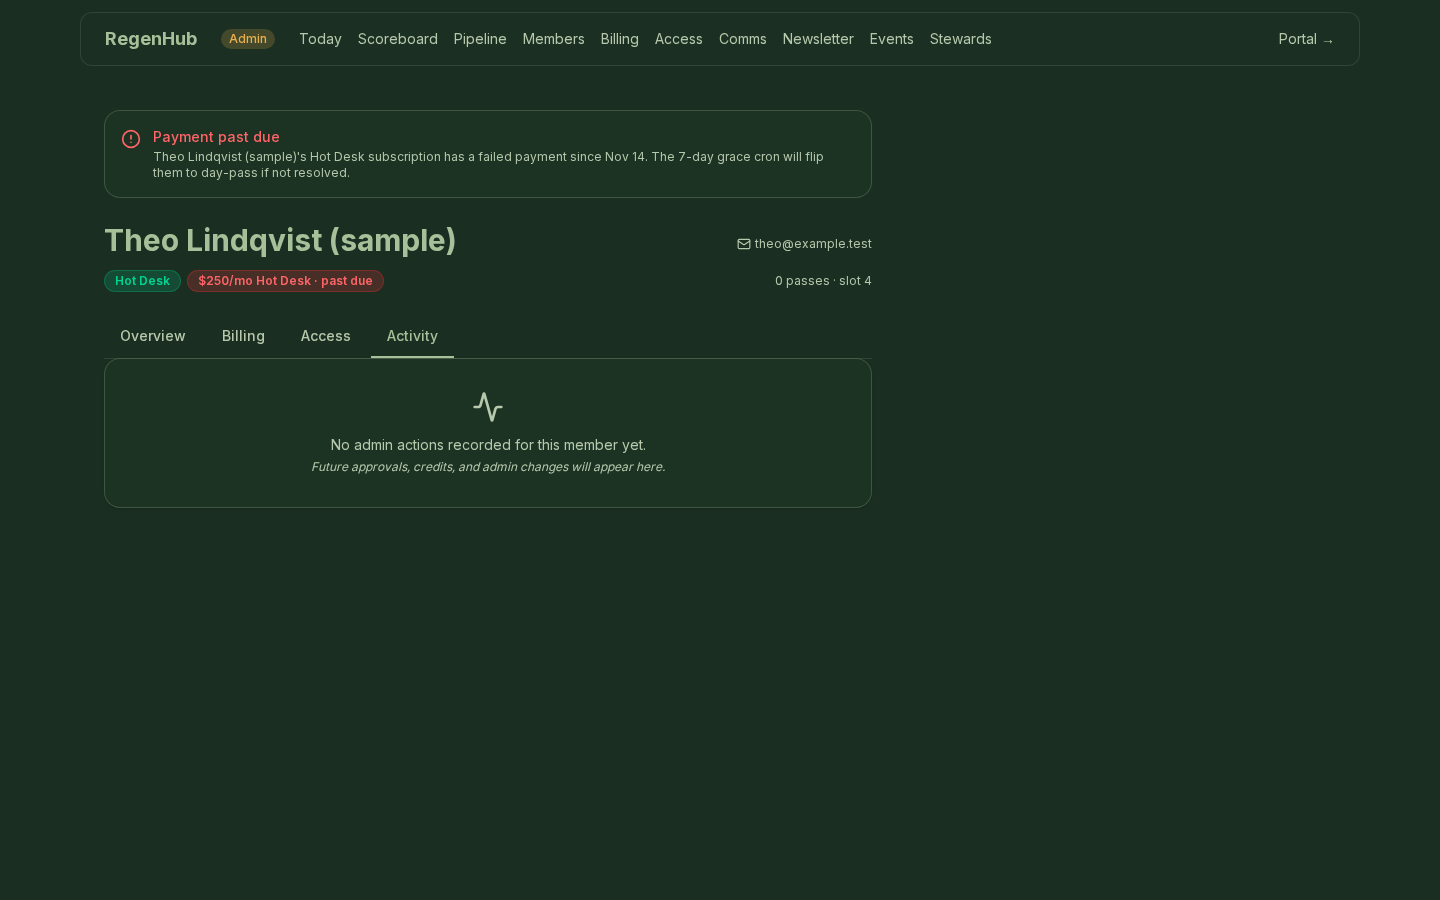 RegenHub Admin Today Scoreboard Pipeline Members Billing Access Comms Newsletter Events Stewards Portal →
Payment past due
Theo Lindqvist (sample)'s Hot Desk subscription has a failed payment since Nov 14. The 7-day grace cron will flip
them to day-pass if not resolved.
Theo Lindqvist (sample) theo@example.test
Hot Desk $250/mo Hot Desk · past due 0 passes · slot 4
Overview Billing Access Activity
No admin actions recorded for this member yet.
Future approvals, credits, and admin changes will appear here.